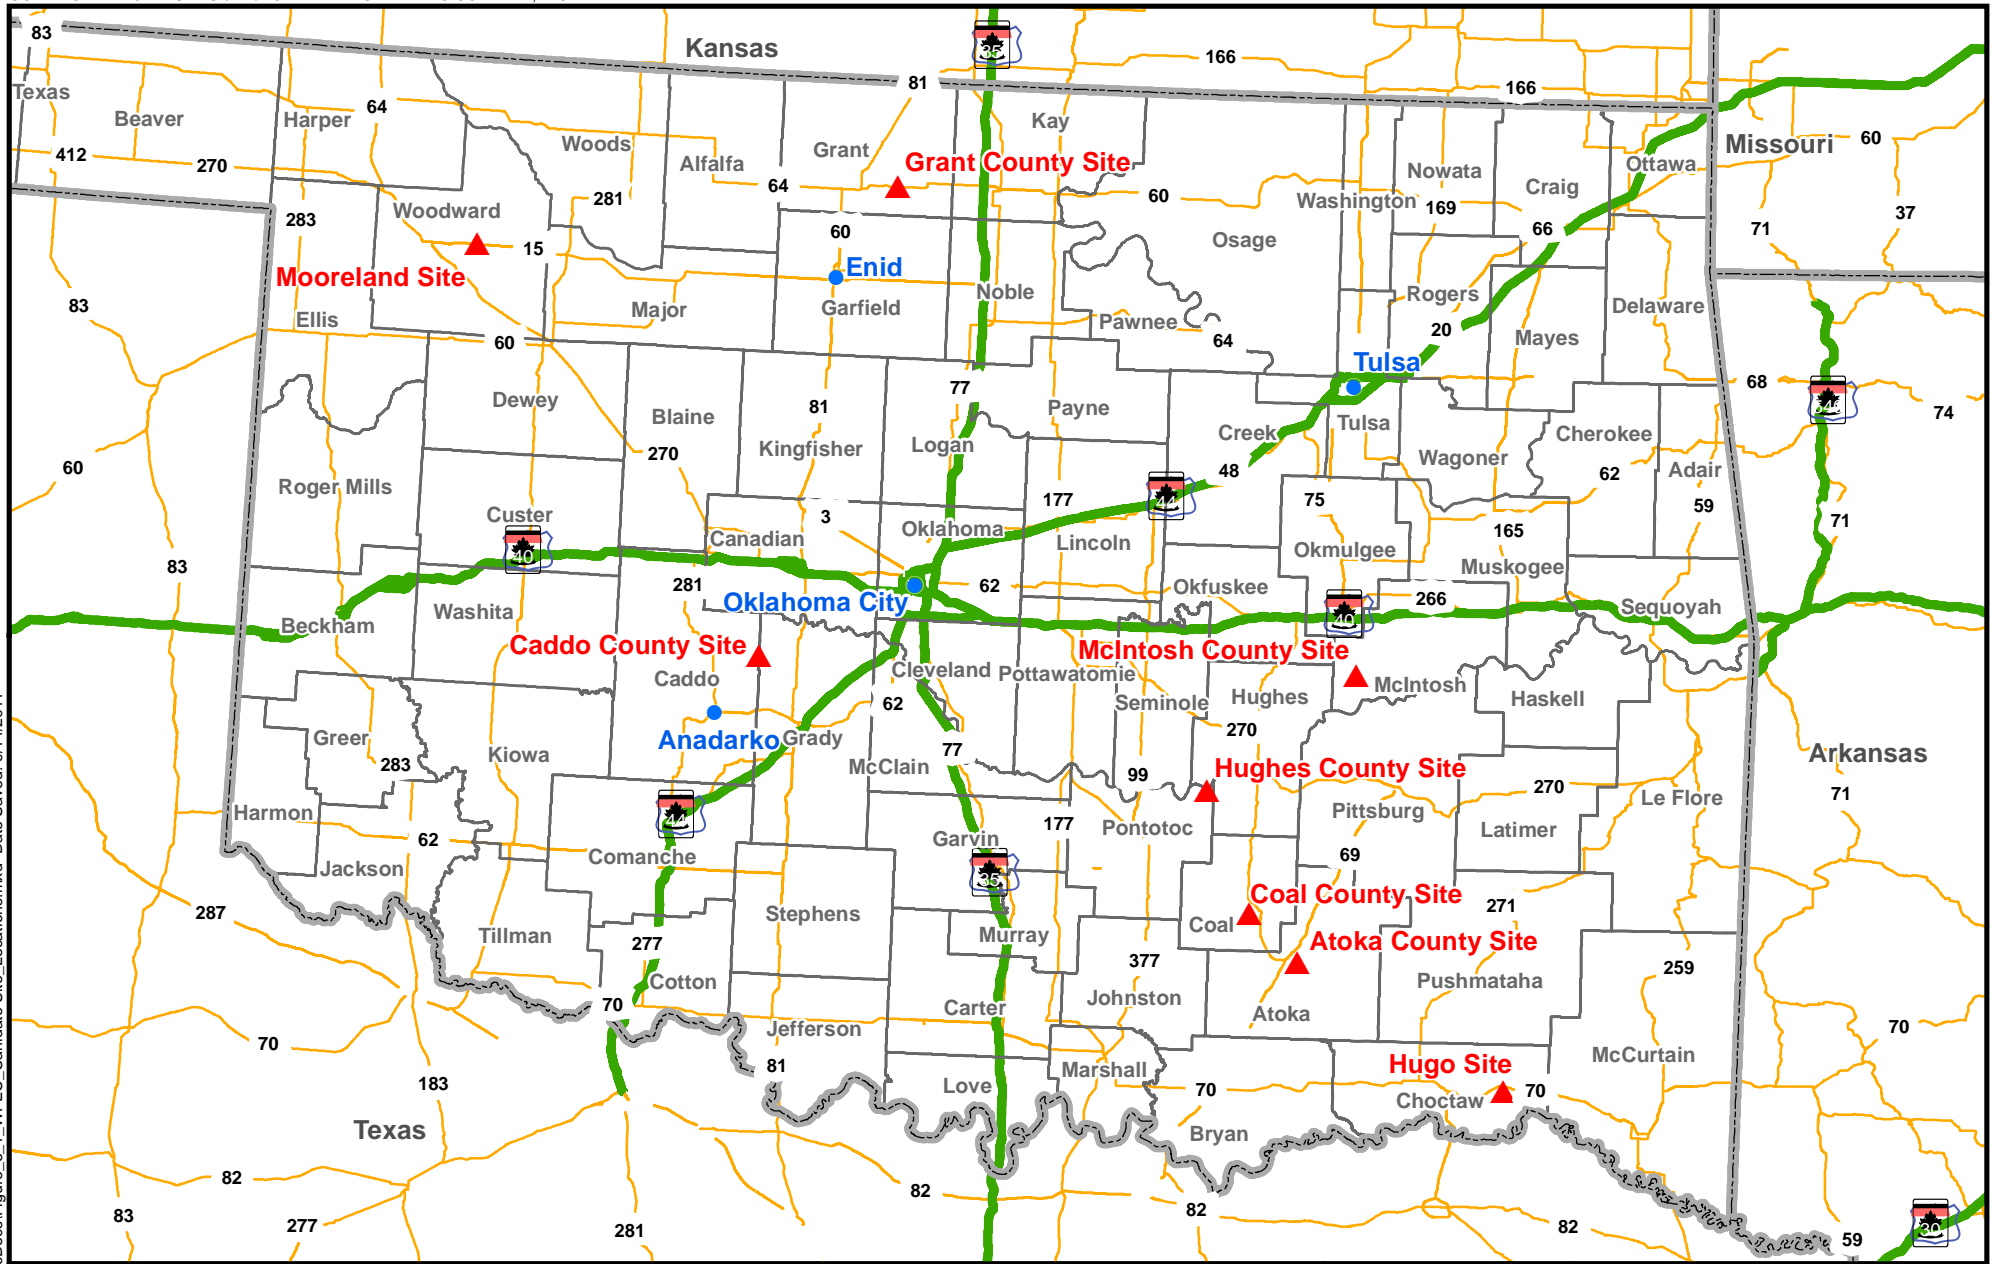 83
Kansas
35
166
81
166
Texas
Beaver
Harper
64
Woods
Alfalfa
Grant
Kay
Missouri
60
412
270
Grant County Site
Nowata
Craig
Ottawa
64
281
60
Washington
169
37
Woodward
283
15
60
Osage
66
71
Mooreland Site
Enid
Noble
Rogers
Delaware
83
Ellis
Major
Garfield
Pawnee
64
20
Mayes
60
Tulsa
68
74
Dewey
Blaine
81
77
Payne
Tulsa
540
Kingfisher
Logan
Creek
Cherokee
60
270
48
Wagoner
62
Adair
Roger Mills
44
177
75
59
Custer
3
Oklahoma
Lincoln
165
71
40
Canadian
Okmulgee
Muskogee
83
281
62
Okfuskee
266
Washita
Oklahoma City
40
Sequoyah
Beckham
Caddo County Site
McIntosh County Site
Caddo
Cleveland
Pottawatomie
McIntosh
Haskell
62
Seminole
Hughes
270
Greer
Anadarko
Grady
77
Kiowa
283
McClain
99
Hughes County Site
Arkansas
270
71
Harmon
44
Pittsburg
Le Flore
62
Garvin
177
Pontotoc
Latimer
Comanche
69
Jackson
35
Coal County Site
287
Stephens
271
Coal
Tillman
277
Murray
Atoka County Site
377
259
Cotton
Pushmataha
70
Carter
Johnston
Atoka
70
Jefferson
70
McCurtain
81
Hugo Site
183
Love
Marshall
70
Choctaw
70
Texas
Bryan
82
82
82
83
277
281
82
30
59